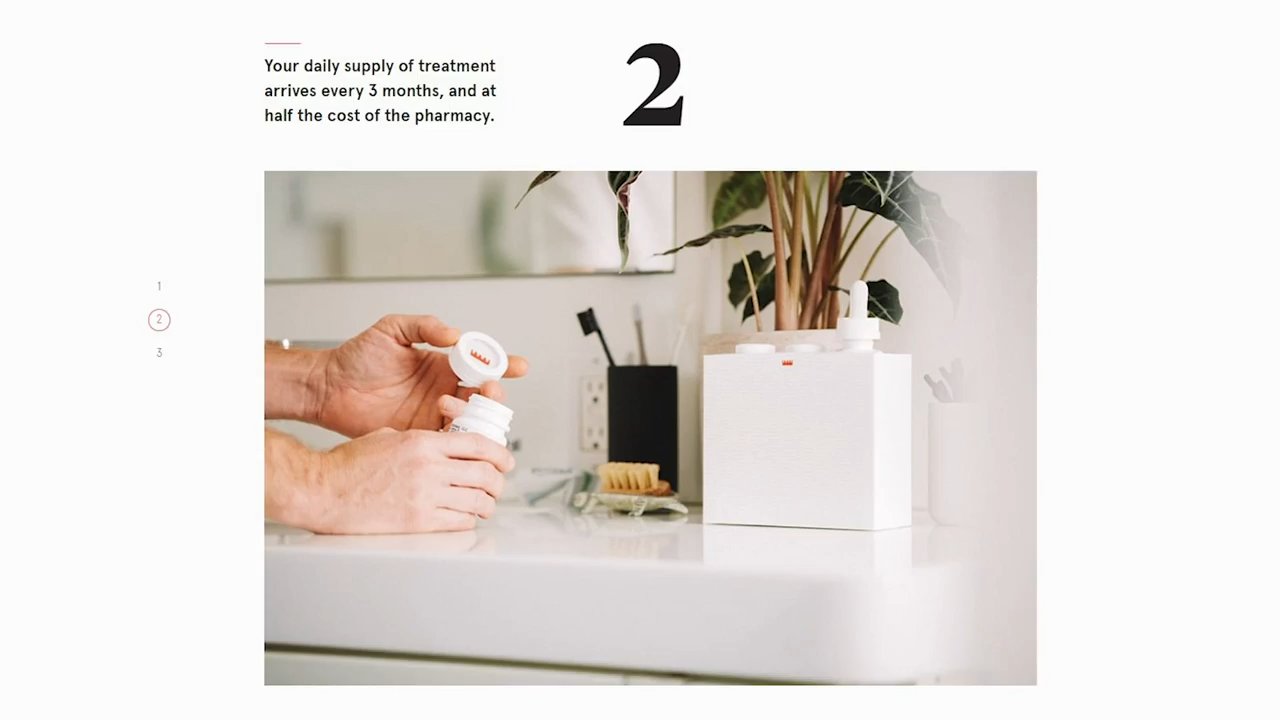 Your daily supply of treatment
arrives every 3 months, and at
half the cost of the pharmacy.
2
1
2
3